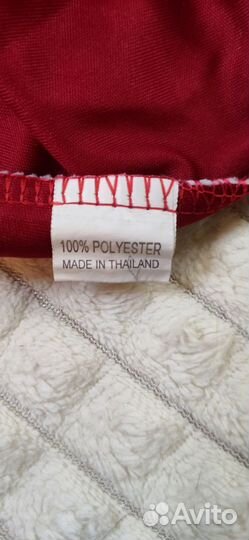 100% POLYESTER
MADE IN THAILAND
Avito